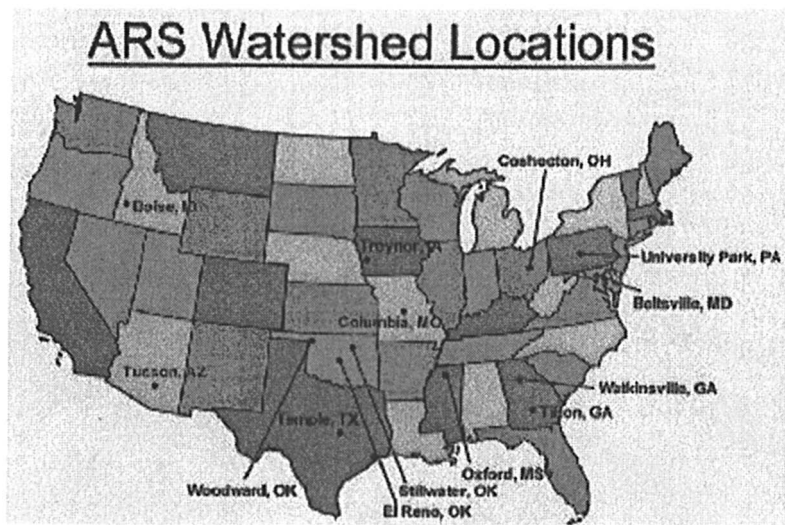 ARS Watershed Locations
Coshocton, OH
Boise, ID
Treynor, IA
University Park, PA
Beltsville, MD
Columbia, MO
Tucson, AZ
Watkinsville, GA
Tifton, GA
Temple, TX
Oxford, MS
Woodward, OK
Stillwater, OK
El Reno, OK